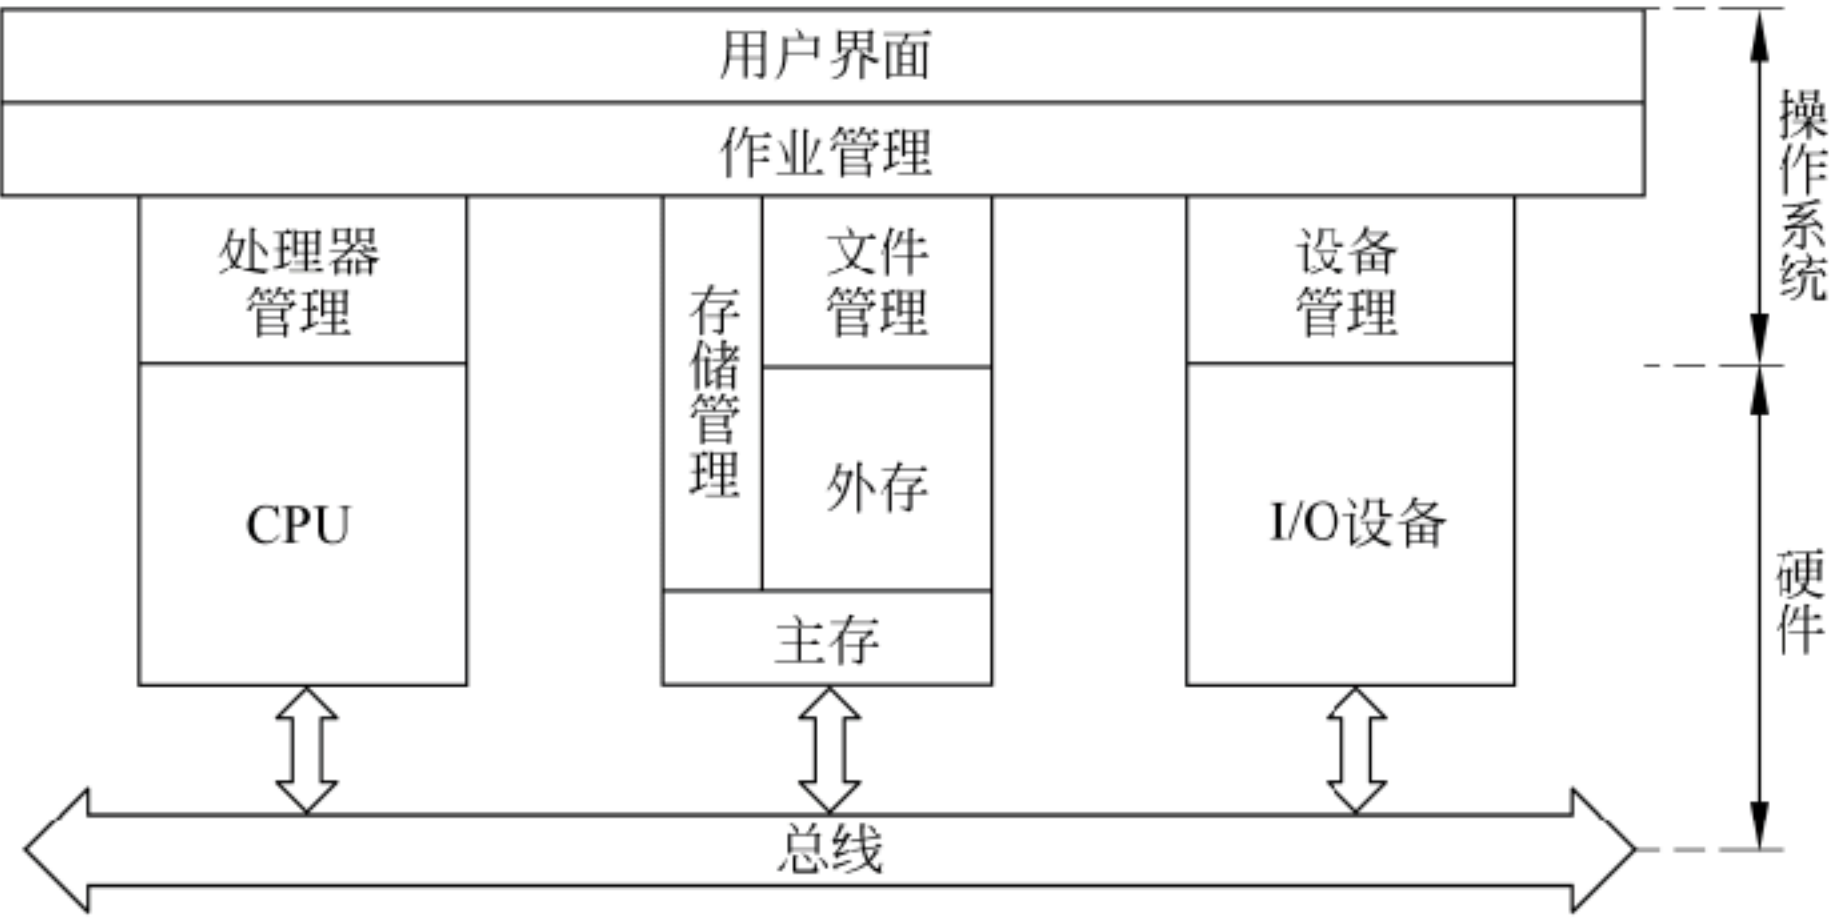 用户界面
作业管理
处理器
管理
存储管理
文件
管理
设备
管理
操作系统
CPU
外存
I/O设备
主存
硬件
总线